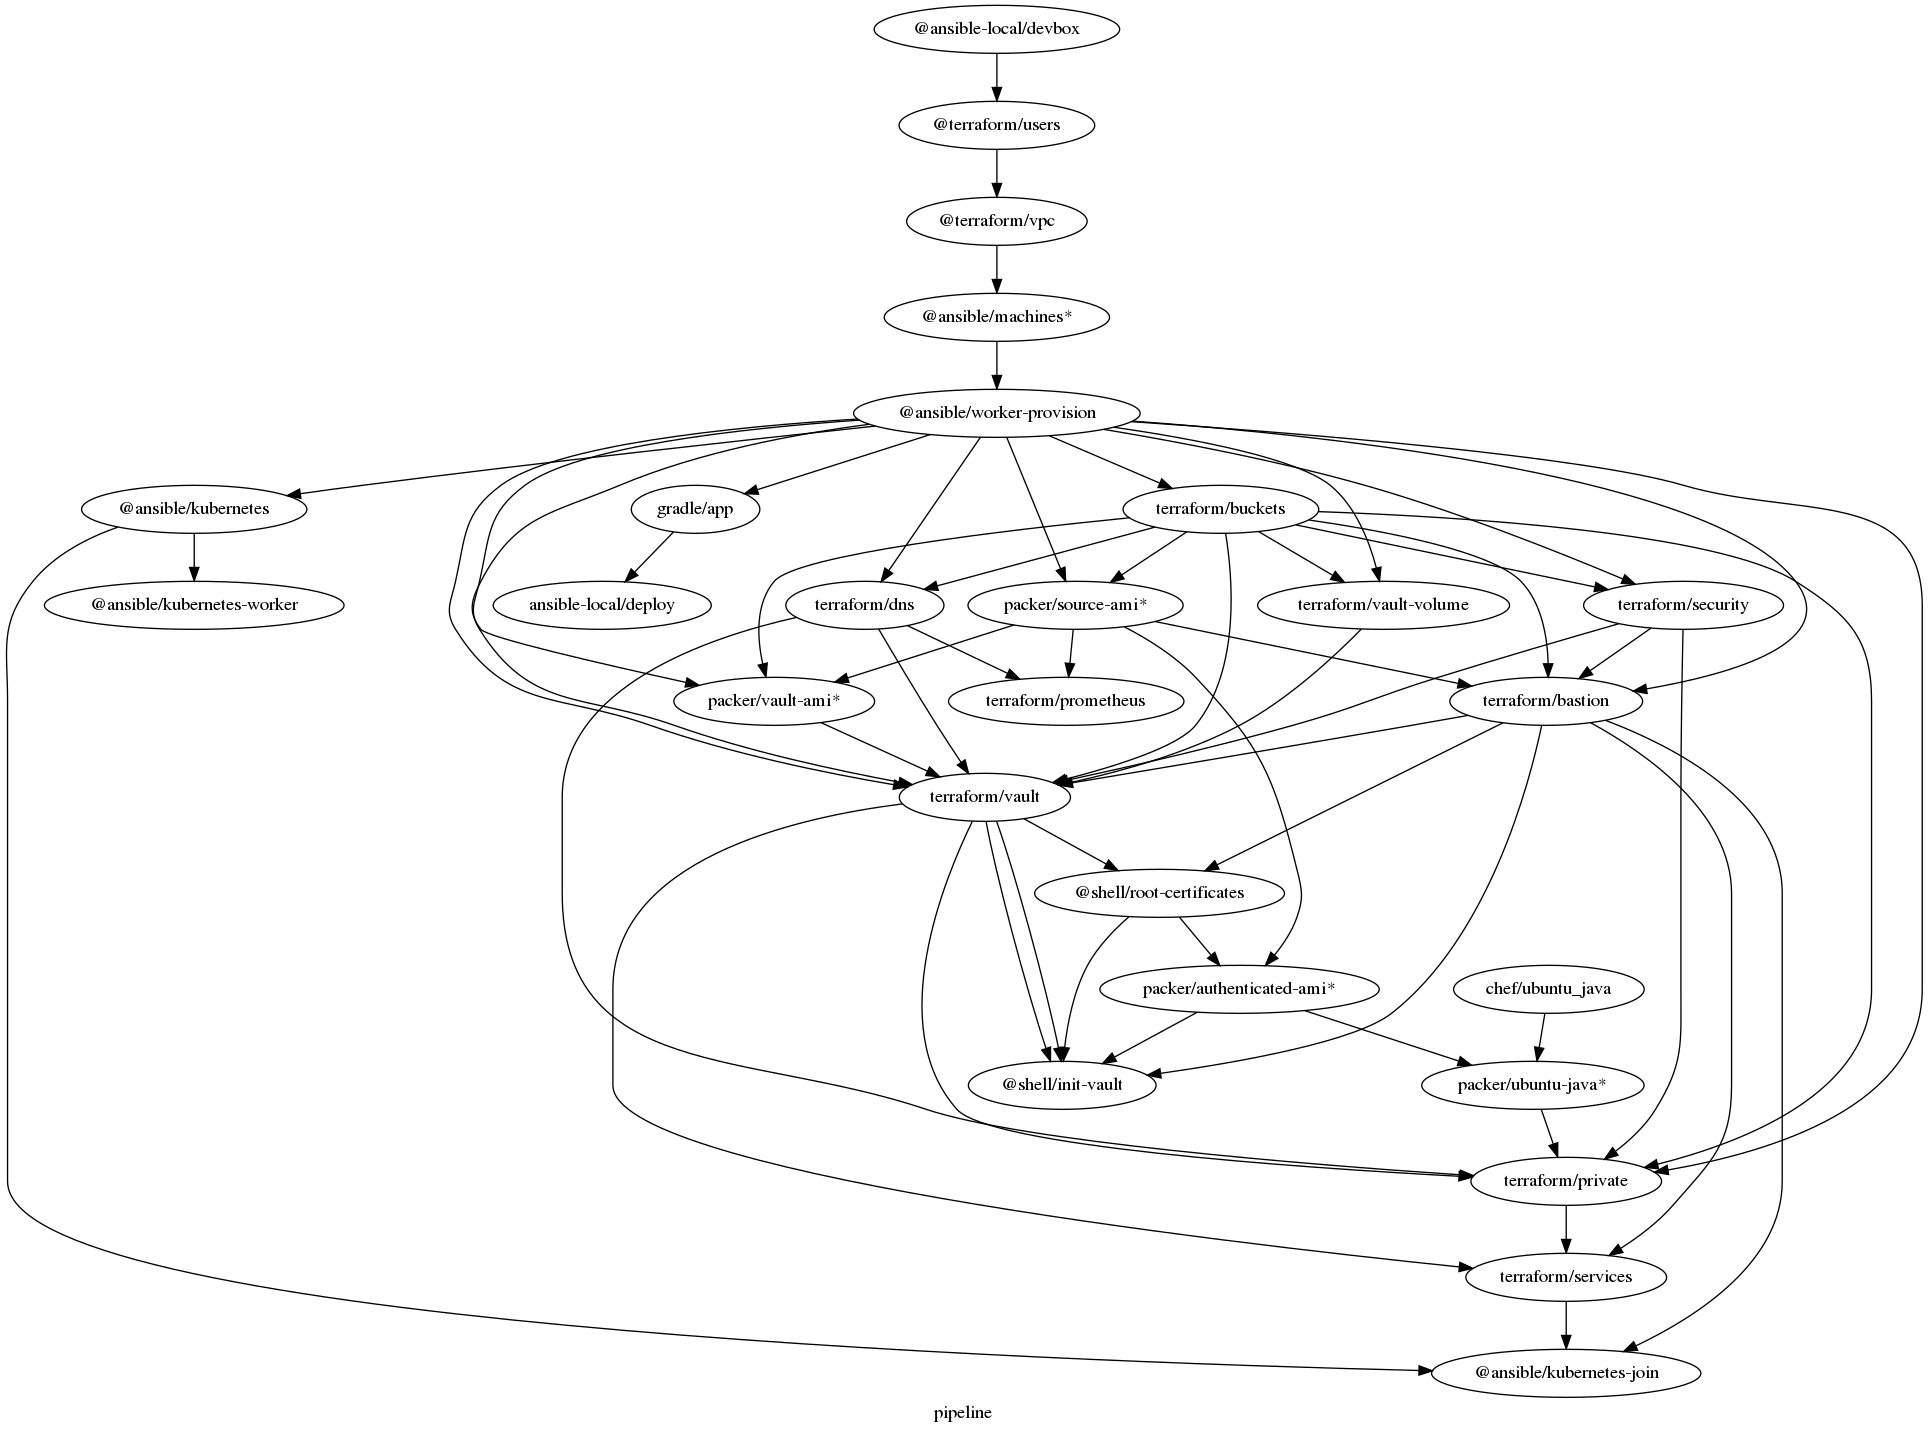 @ansible-local/devbox
@terraform/users
@terraform/vpc
@ansible/machines*
@ansible/worker-provision
@ansible/kubernetes
gradle/app
terraform/buckets
@ansible/kubernetes-worker
ansible-local/deploy
terraform/dns
packer/source-ami*
terraform/vault-volume
terraform/security
packer/vault-ami*
terraform/prometheus
terraform/bastion
terraform/vault
@shell/root-certificates
packer/authenticated-ami*
chef/ubuntu_java
@shell/init-vault
packer/ubuntu-java*
terraform/private
terraform/services
@ansible/kubernetes-join
pipeline